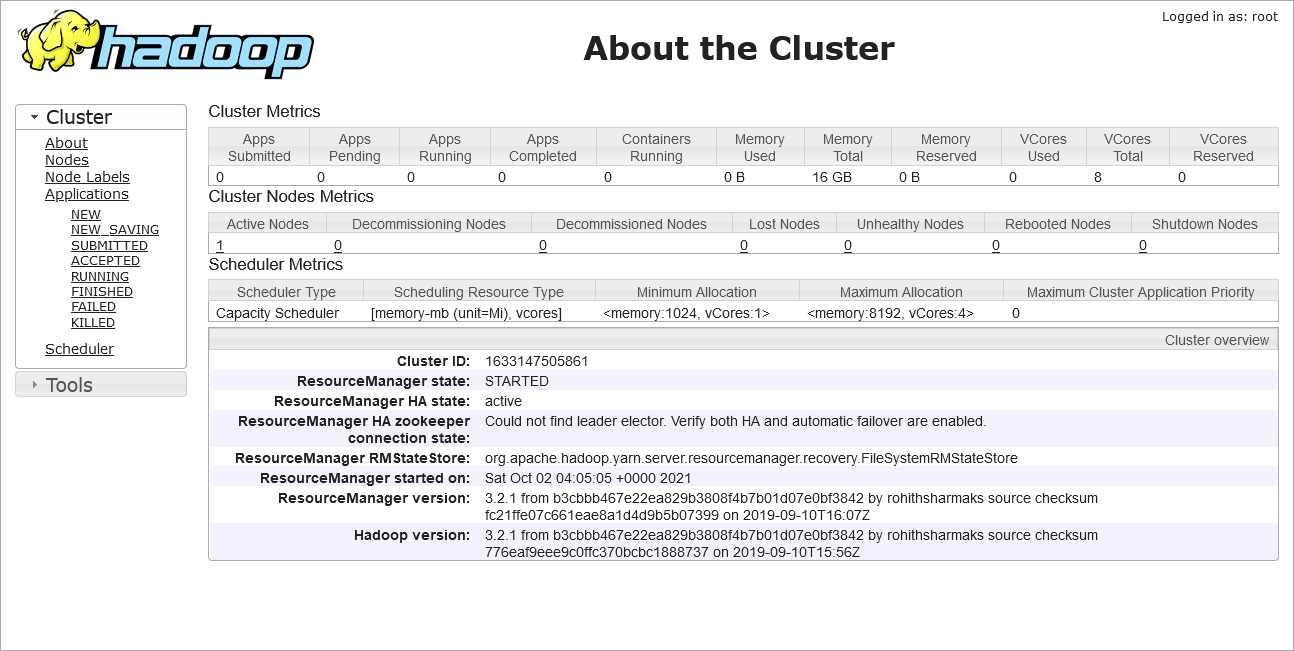 Logged in as: root
hadoop
About the Cluster
Cluster
About
Nodes
Node Labels
Applications
NEW
NEW_SAVING
SUBMITTED
ACCEPTED
RUNNING
FINISHED
FAILED
KILLED
Scheduler
Tools
Cluster Metrics
Apps Submitted Apps Pending Apps Running Apps Completed Containers Running Memory Used Memory Total Memory Reserved VCores Used VCores Total VCores Reserved
0 0 0 0 0 0 B 16 GB 0 B 0 8 0
Cluster Nodes Metrics
Active Nodes Decommissioning Nodes Decommissioned Nodes Lost Nodes Unhealthy Nodes Rebooted Nodes Shutdown Nodes
1 0 0 0 0 0 0
Scheduler Metrics
Scheduler Type Scheduling Resource Type Minimum Allocation Maximum Allocation Maximum Cluster Application Priority
Capacity Scheduler [memory-mb (unit=Mi), vcores] <memory:1024, vCores:1> <memory:8192, vCores:4> 0
Cluster overview
Cluster ID: 1633147505861
ResourceManager state: STARTED
ResourceManager HA state: active
ResourceManager HA zookeeper connection state: Could not find leader elector. Verify both HA and automatic failover are enabled.
ResourceManager RMStateStore: org.apache.hadoop.yarn.server.resourcemanager.recovery.FileSystemRMStateStore
ResourceManager started on: Sat Oct 02 04:05:05 +0000 2021
ResourceManager version: 3.2.1 from b3cbbb467e22ea829b3808f4b7b01d07e0bf3842 by rohithsharmaks source checksum
fc21ffe07c661eae8a1d4d9b5b07399 on 2019-09-10T16:07Z
Hadoop version: 3.2.1 from b3cbbb467e22ea829b3808f4b7b01d07e0bf3842 by rohithsharmaks source checksum
776eaf9eee9c0ffc370bcbc1888737 on 2019-09-10T15:56Z